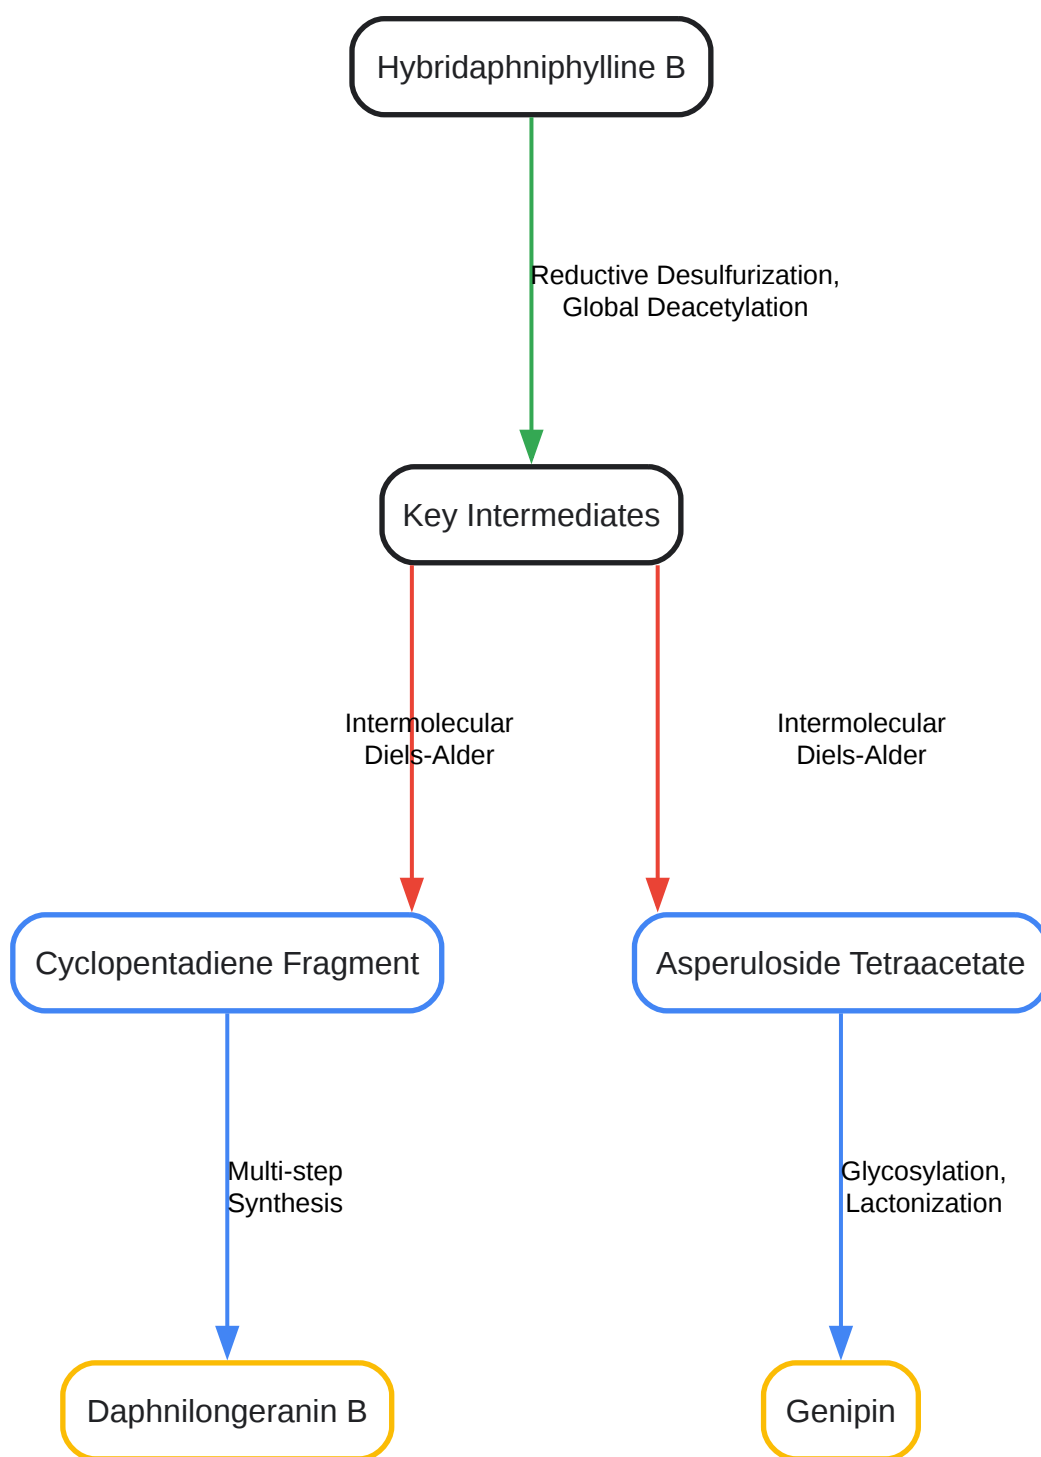 Hybridaphniphylline B
Reductive Desulfurization,
Global Deacetylation
Key Intermediates
Intermolecular
Diels-Alder
Intermolecular
Diels-Alder
Cyclopentadiene Fragment
Asperuloside Tetraacetate
Multi-step
Synthesis
Glycosylation,
Lactonization
Daphnilongeranin B
Genipin